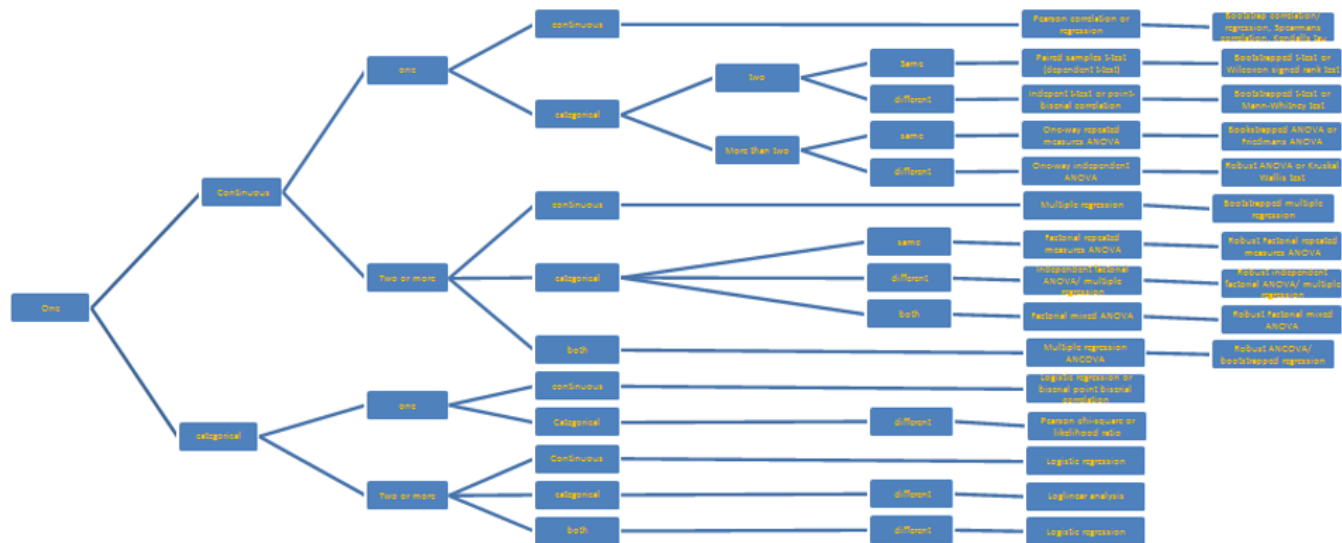 continuous
Pearson correlation or
regression
Bootstrap correlation/
regression, Spearmans
correlation, Kendalls tau
one
two
Same
Paired samples t-test
(dependent t-test)
Bootstrapped t-test or
Wilcoxon signed rank test
different
Indepent t-test or point-
biserial correlation
Bootstrapped t-test or
Mann-Whitney test
categorical
More than two
same
One-way repeated
measures ANOVA
Bookstrapped ANOVA or
Friedmans ANOVA
different
One-way independent
ANOVA
Robust ANOVA or Kruskal
Wallis test
Continuous
continuous
Multiple regression
Bootstrapped multiple
regression
same
Factorial repeated
measures ANOVA
Robust Factorial repeated
measures ANOVA
Two or more
categorical
different
Independent factorial
ANOVA/ multiple
regression
Robust independent
factorial ANOVA/ multiple
regression
One
both
Factorial mixed ANOVA
Robust Factorial mixed
ANOVA
both
Multiple regression
ANCOVA
Robust ANCOVA/
bootstrapped regression
continuous
Logistic regression or
biserial point biserial
correlation
one
Categorical
different
Pearson chi-square or
likelihood ratio
categorical
Continuous
Logistic regression
Two or more
categorical
different
Loglinear analysis
both
different
Logistic regression